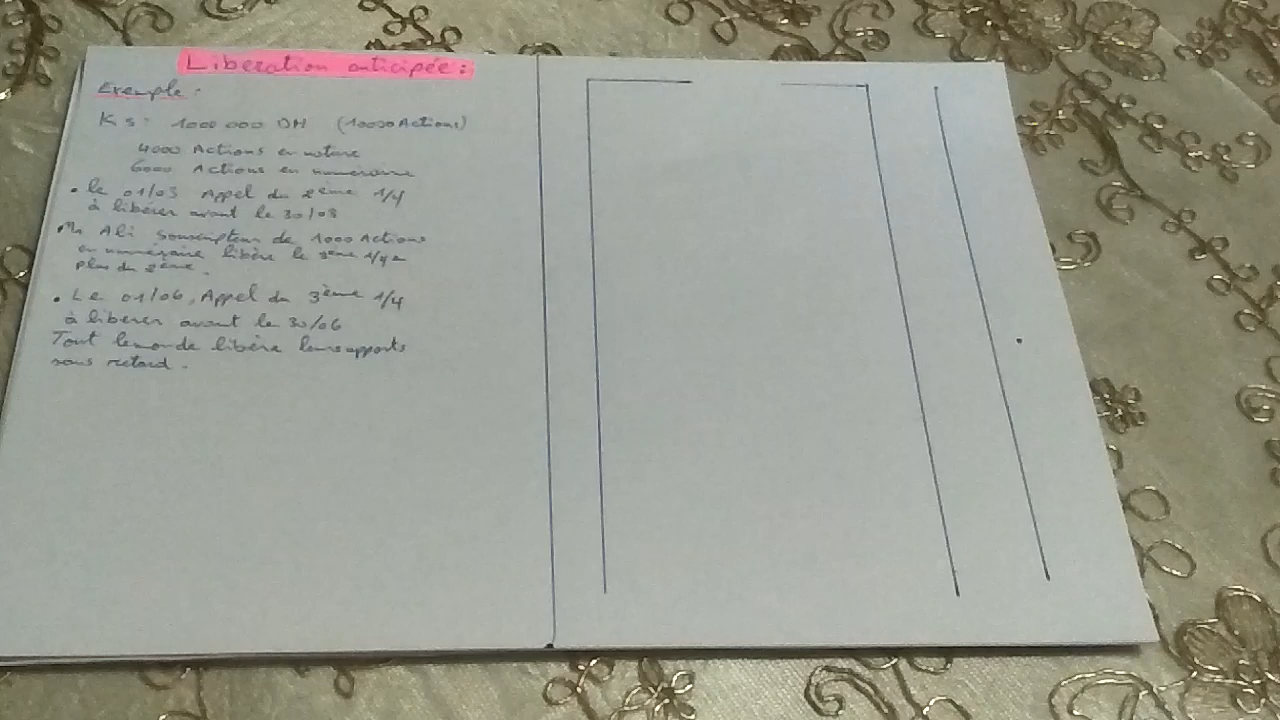 Libération anticipée :
Exemple :
KS : 1000 000 DH (10000 Actions)
4000 Actions en nature
6000 Actions en numéraire
• le 01/03 Appel du 2ème 1/4
à libérer avant le 30/03
Mr Ali souscripteur de 1000 Actions
en numéraire libère le 3ème 1/4 en
plus du 2ème .
• Le 01/06, Appel du 3ème 1/4
à libérer avant le 30/06
Tout le monde libère leurs apports
sans retard .